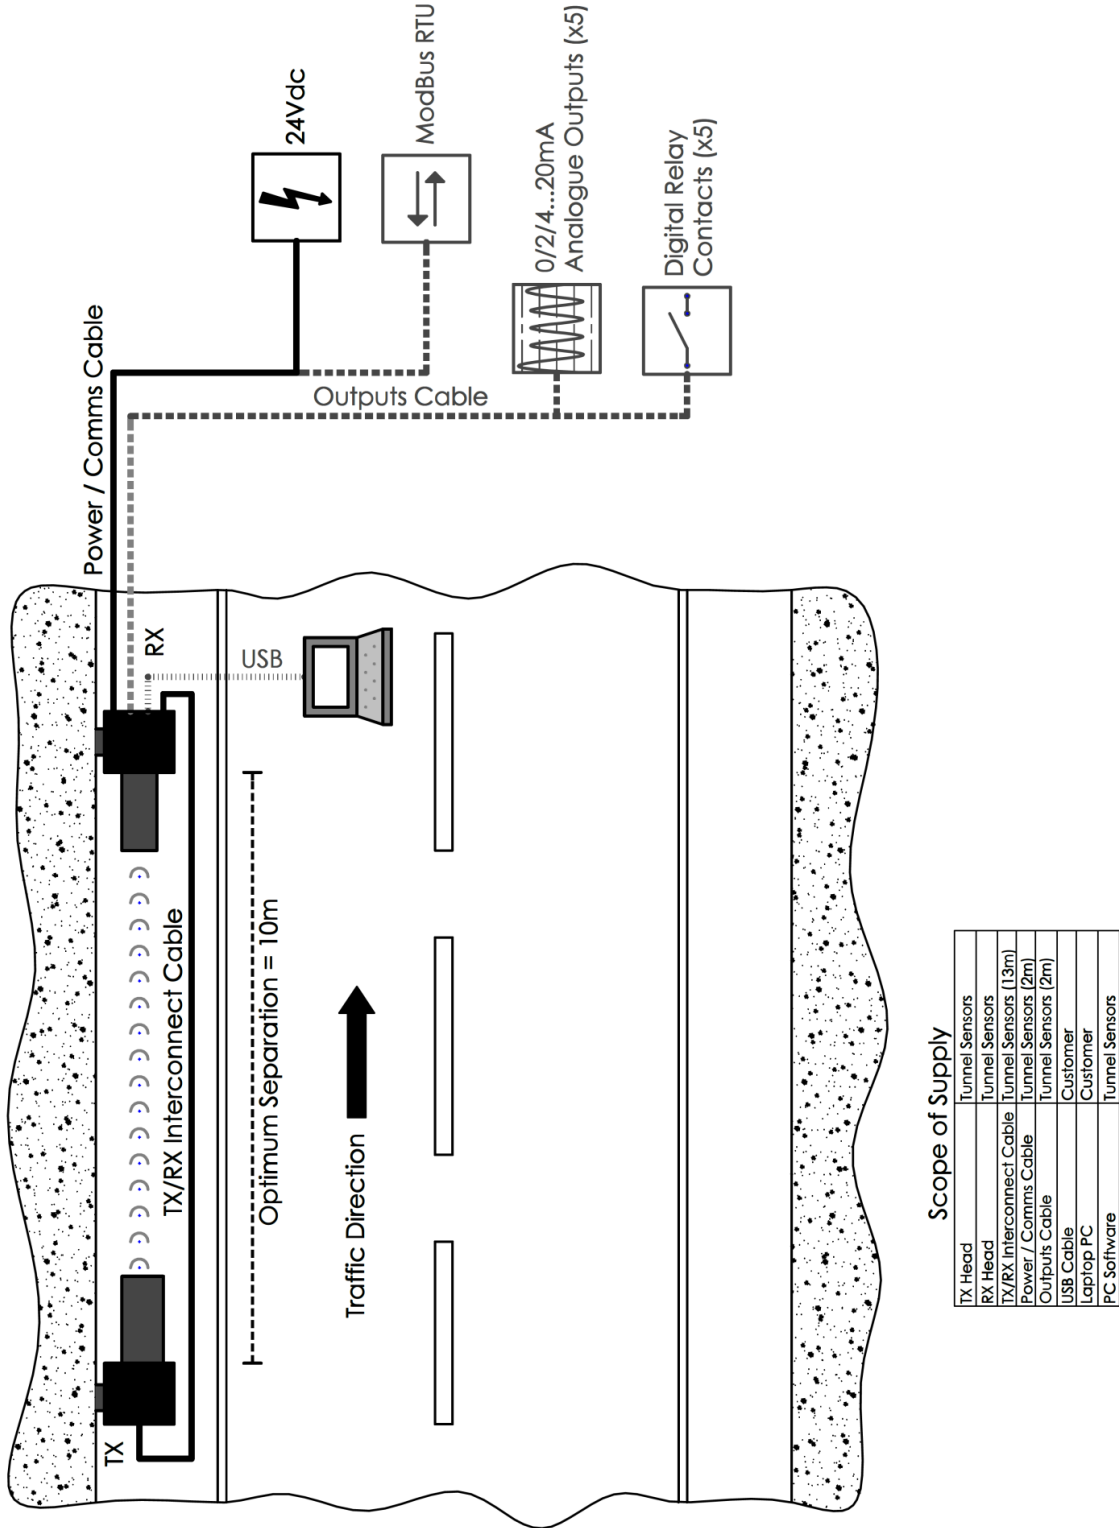 24Vdc
ModBus RTU
0/2/4...20mA
Analogue Outputs (x5)
Digital Relay
Contacts (x5)
Power / Comms Cable
Outputs Cable
RX
USB
TX/RX Interconnect Cable
Optimum Separation = 10m
Traffic Direction
TX
Scope of Supply
TX Head Tunnel Sensors
RX Head Tunnel Sensors
TX/RX Interconnect Cable Tunnel Sensors (13m)
Power / Comms Cable Tunnel Sensors (2m)
Outputs Cable Tunnel Sensors (2m)
USB Cable Customer
Laptop PC Customer
PC Software Tunnel Sensors